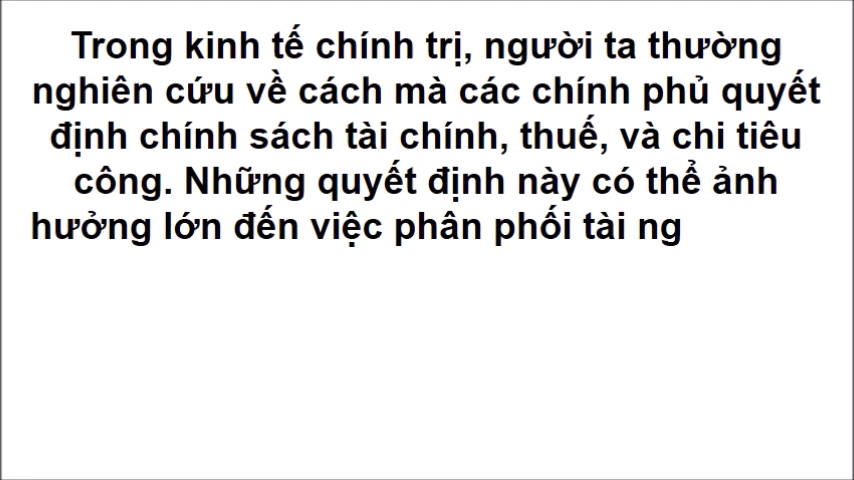 Trong kinh tế chính trị, người ta thường
nghiên cứu về cách mà các chính phủ quyết
định chính sách tài chính, thuế, và chi tiêu
công. Những quyết định này có thể ảnh
hưởng lớn đến việc phân phối tài ng